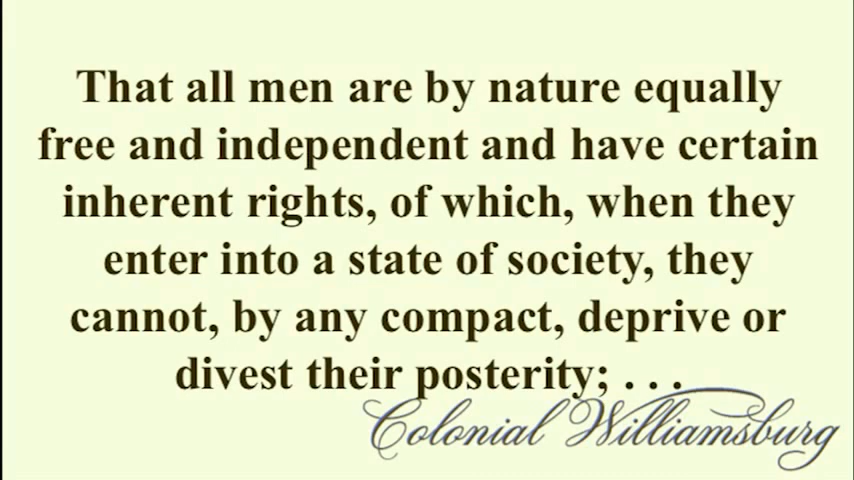 That all men are by nature equally
free and independent and have certain
inherent rights, of which, when they
enter into a state of society, they
cannot, by any compact, deprive or
divest their posterity; . . .
Colonial Williamsburg